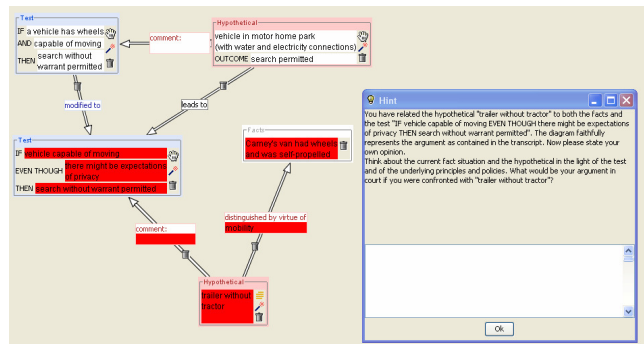 Test
IF a vehicle has wheels
AND capable of moving
THEN search without
warrant permitted
comment:
Hypothetical
vehicle in motor home park
(with water and electricity connections)
OUTCOME search permitted
modified to
leads to
Test
IF vehicle capable of moving
EVEN THOUGH there might be expectations
of privacy
THEN search without warrant permitted
Facts
Carney's van had wheels
and was self-propelled
distinguished by virtue of
mobility
comment:
Hypothetical
trailer without
tractor
Hint
You have related the hypothetical "trailer without tractor" to both the Facts and
the test "IF vehicle capable of moving EVEN THOUGH there might be expectations
of privacy THEN search without warrant permitted". The diagram faithfully
represents the argument as contained in the transcript. Now please state your
own opinion.
Think about the current fact situation and the hypothetical in the light of the test
and of the underlying principles and policies. What would be your argument in
court if you were confronted with "trailer without tractor"?
Ok